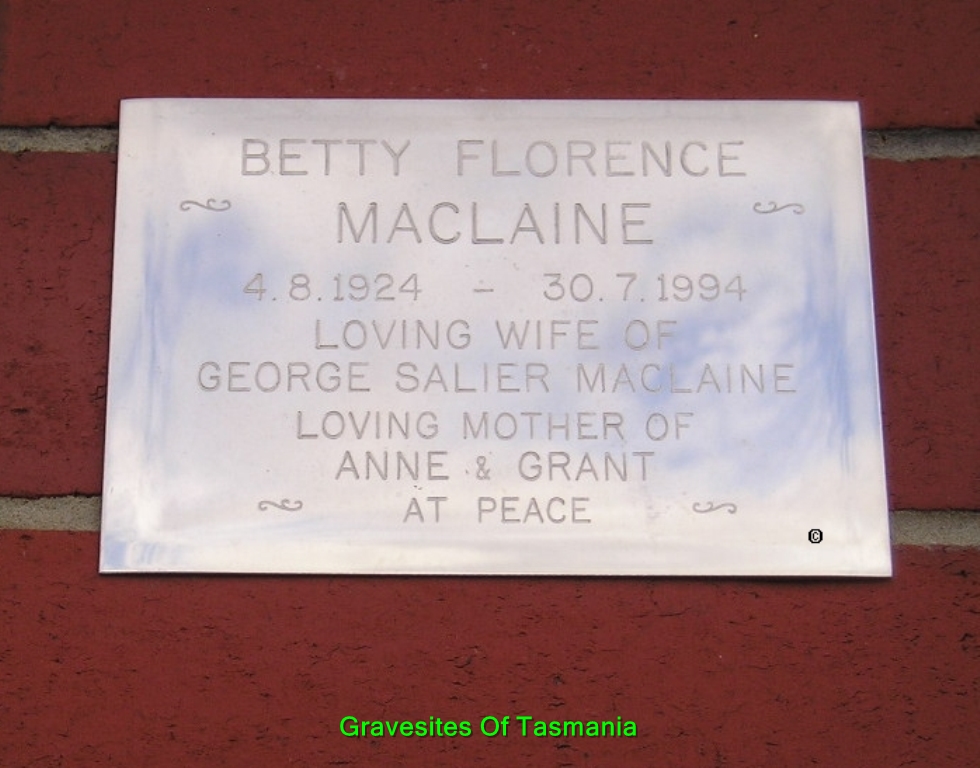 BETTY FLORENCE
MACLAINE
4.8.1924 - 30.7.1994
LOVING WIFE OF
GEORGE SALIER MACLAINE
LOVING MOTHER OF
ANNE & GRANT
AT PEACE
©
Gravesites Of Tasmania